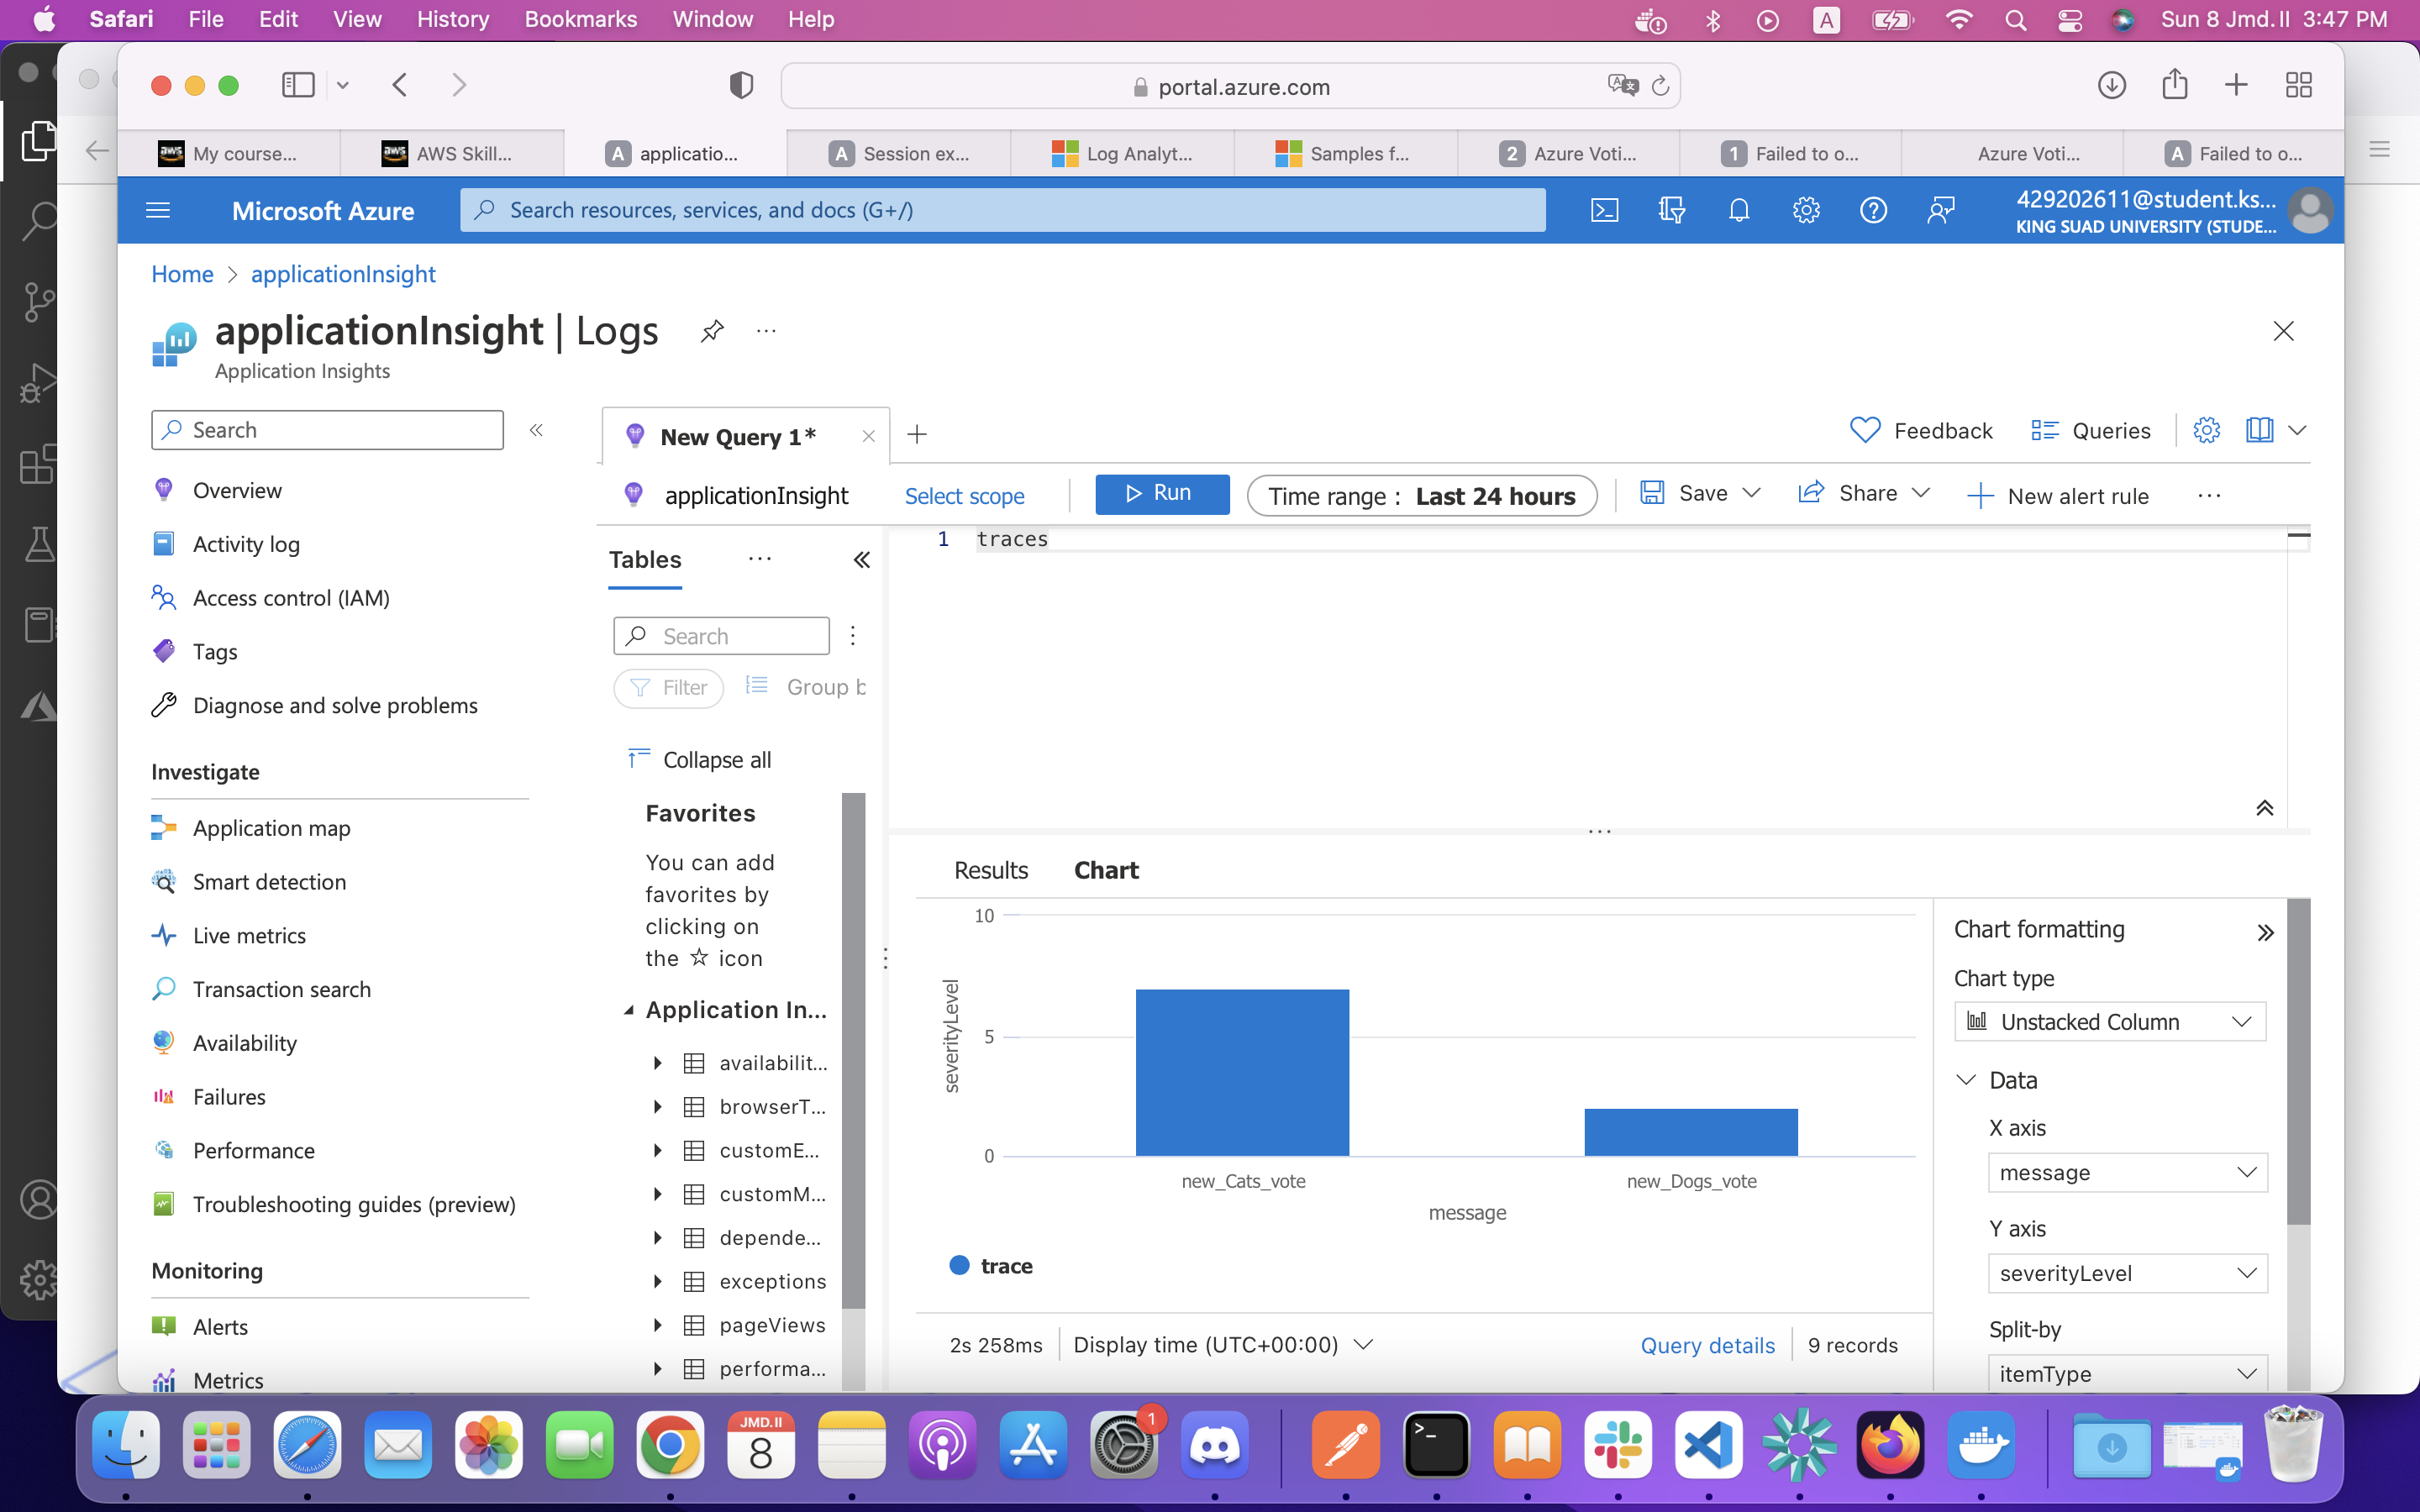 Safari File Edit View History Bookmarks Window Help
A
Sun 8 Jmd.II 3:47 PM
portal.azure.com
aws My course...
aws AWS Skill...
A applicatio...
A Session ex...
Log Analyt...
Samples f...
2 Azure Voti...
1 Failed to o...
Azure Voti...
A Failed to o...
Microsoft Azure
Search resources, services, and docs (G+/)
429202611@student.ks...
KING SUAD UNIVERSITY (STUDE...
Home > applicationInsight
applicationInsight | Logs
...
Application Insights
Search
«
Overview
Activity log
Access control (IAM)
Tags
Diagnose and solve problems
Investigate
Application map
Smart detection
Live metrics
Transaction search
Availability
Failures
Performance
Troubleshooting guides (preview)
Monitoring
Alerts
Metrics
New Query 1*
Feedback
Queries
applicationInsight
Select scope
Run
Time range : Last 24 hours
Save
Share
New alert rule
...
Tables
...
Search
Filter
Group b
Collapse all
Favorites
You can add
favorites by
clicking on
the ☆ icon
Application In...
availabilit...
browserT...
customE...
customM...
depende...
exceptions
pageViews
performa...
1 traces
Results
Chart
10
5
0
severityLevel
new_Cats_vote
new_Dogs_vote
message
trace
2s 258ms
Display time (UTC+00:00)
Query details
9 records
Chart formatting
Chart type
Unstacked Column
Data
X axis
message
Y axis
severityLevel
Split-by
itemType
JMD.II
8
1